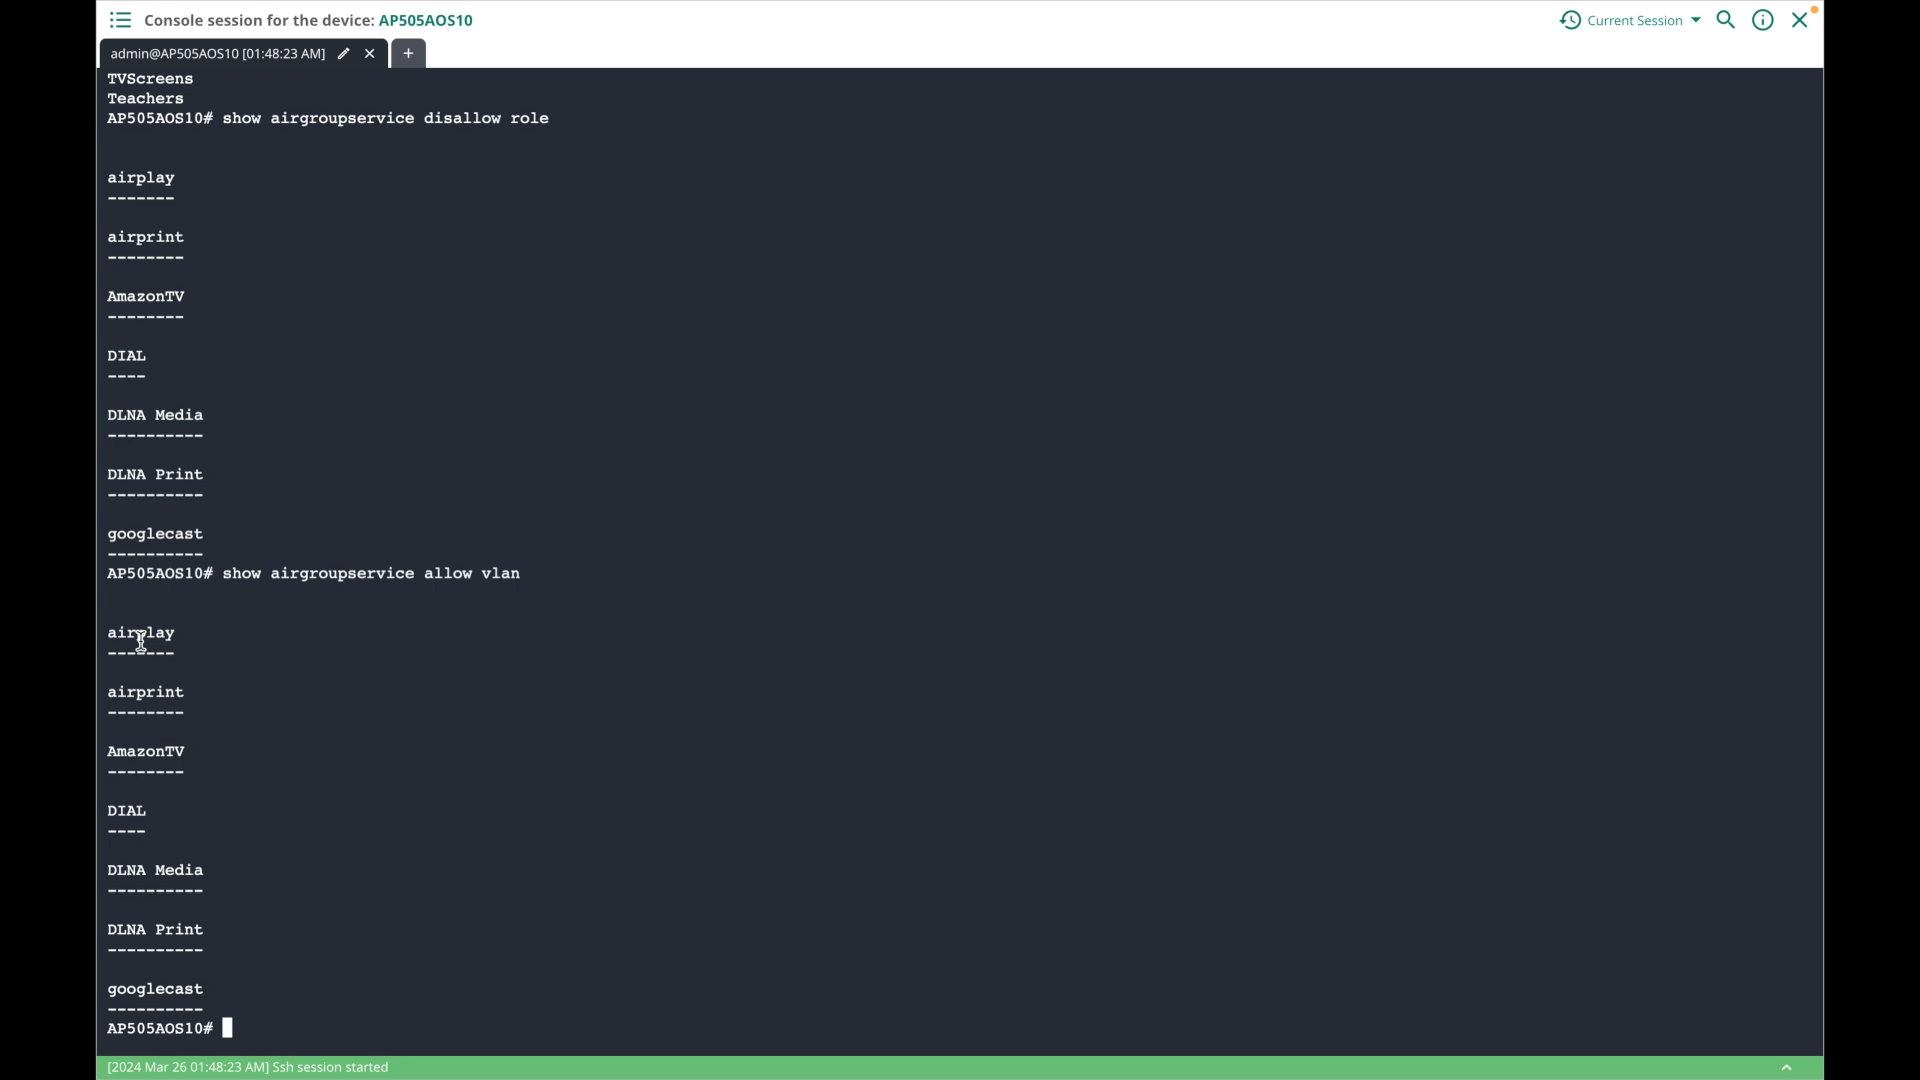 Console session for the device: AP505AOS10
Current Session
admin@AP505AOS10 [01:48:23 AM]
+
TVScreens
Teachers
AP505AOS10# show airgroupservice disallow role
airplay
-------
airprint
--------
AmazonTV
--------
DIAL
----
DLNA Media
----------
DLNA Print
----------
googlecast
----------
AP505AOS10# show airgroupservice allow vlan
airplay
-------
airprint
--------
AmazonTV
--------
DIAL
----
DLNA Media
----------
DLNA Print
----------
googlecast
----------
AP505AOS10#
[2024 Mar 26 01:48:23 AM] Ssh session started